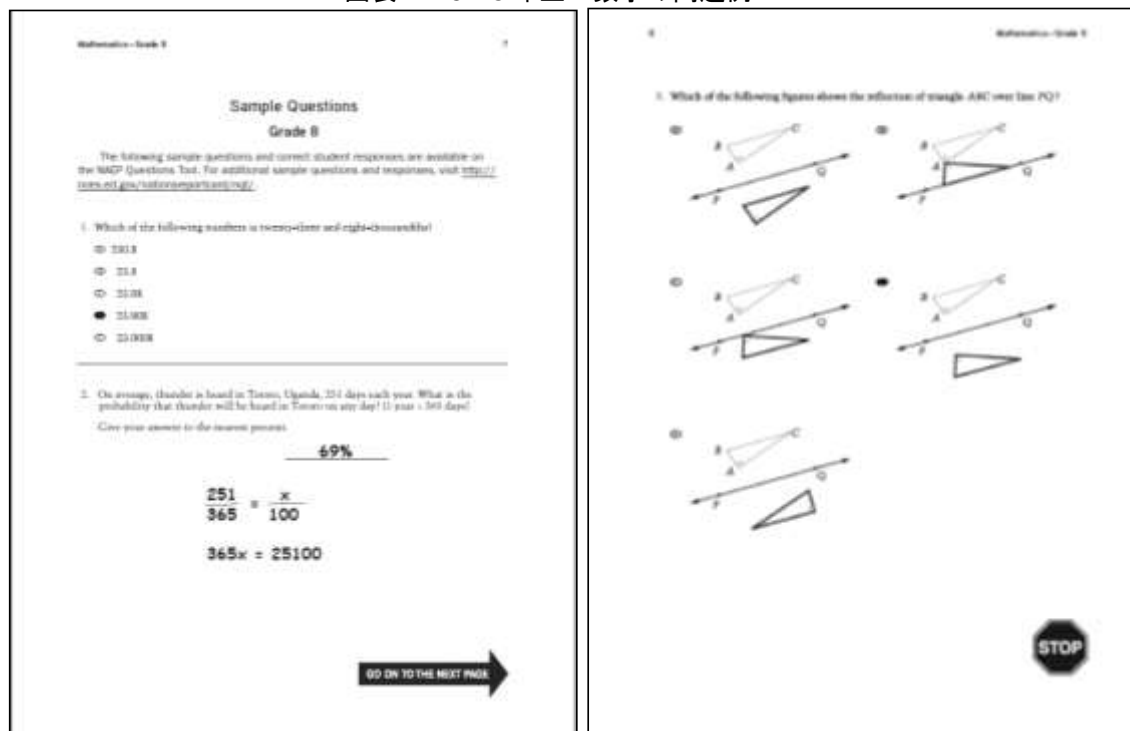 Mathematics—Grade 8
7
Sample Questions
Grade 8
The following sample questions and correct student responses are available on
the NAEP Questions Tool. For additional sample questions and responses, visit http://
nces.ed.gov/nationsreportcard/nqt/.
1. Which of the following numbers is twenty-three and eight-thousandths?
23.8
23.08
23.008
23.0008
2. On average, thunder is heard in Tororo, Uganda, 251 days each year. What is the
probability that thunder will be heard in Tororo on any day? (1 year = 365 days)
Give your answer to the nearest percent.
69%
251
365
=
x
100
365x = 25100
GO ON TO THE NEXT PAGE
Mathematics—Grade 8
3. Which of the following figures shows the reflection of triangle ABC over line PQ?
B
C
A
P
Q
B
C
A
P
Q
B
C
A
P
Q
B
C
A
P
Q
B
C
A
P
Q
STOP